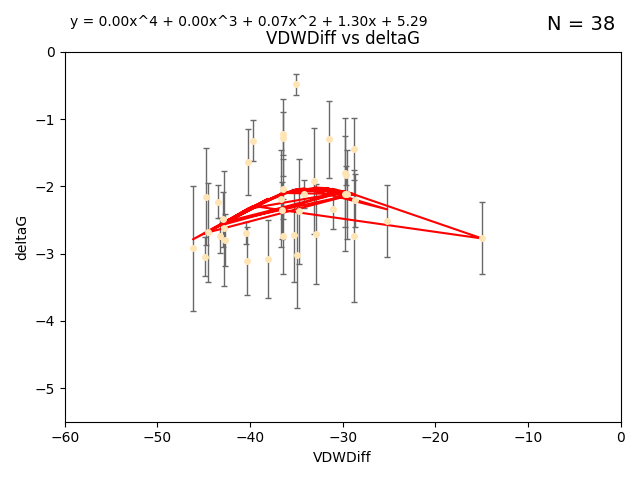 y = 0.00x^4 + 0.00x^3 + 0.07x^2 + 1.30x + 5.29
N = 38
VDWDiff vs deltaG
0
−1
−2
−3
−4
−5
deltaG
−60 −50 −40 −30 −20 −10 0
VDWDiff